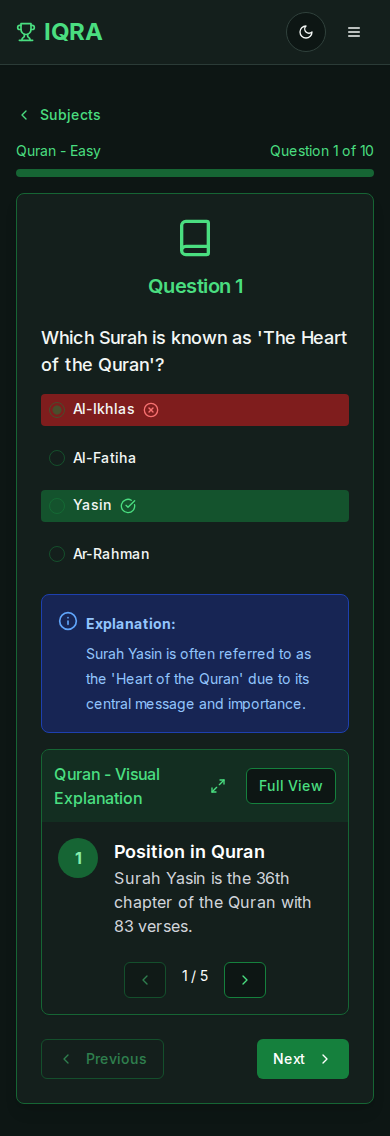 IQRA
Subjects
Quran - Easy
Question 1 of 10
Question 1
Which Surah is known as 'The Heart
of the Quran'?
Al-Ikhlas
Al-Fatiha
Yasin
Ar-Rahman
Explanation:
Surah Yasin is often referred to as
the 'Heart of the Quran' due to its
central message and importance.
Quran - Visual
Explanation
Full View
1
Position in Quran
Surah Yasin is the 36th
chapter of the Quran with
83 verses.
1 / 5
Previous
Next